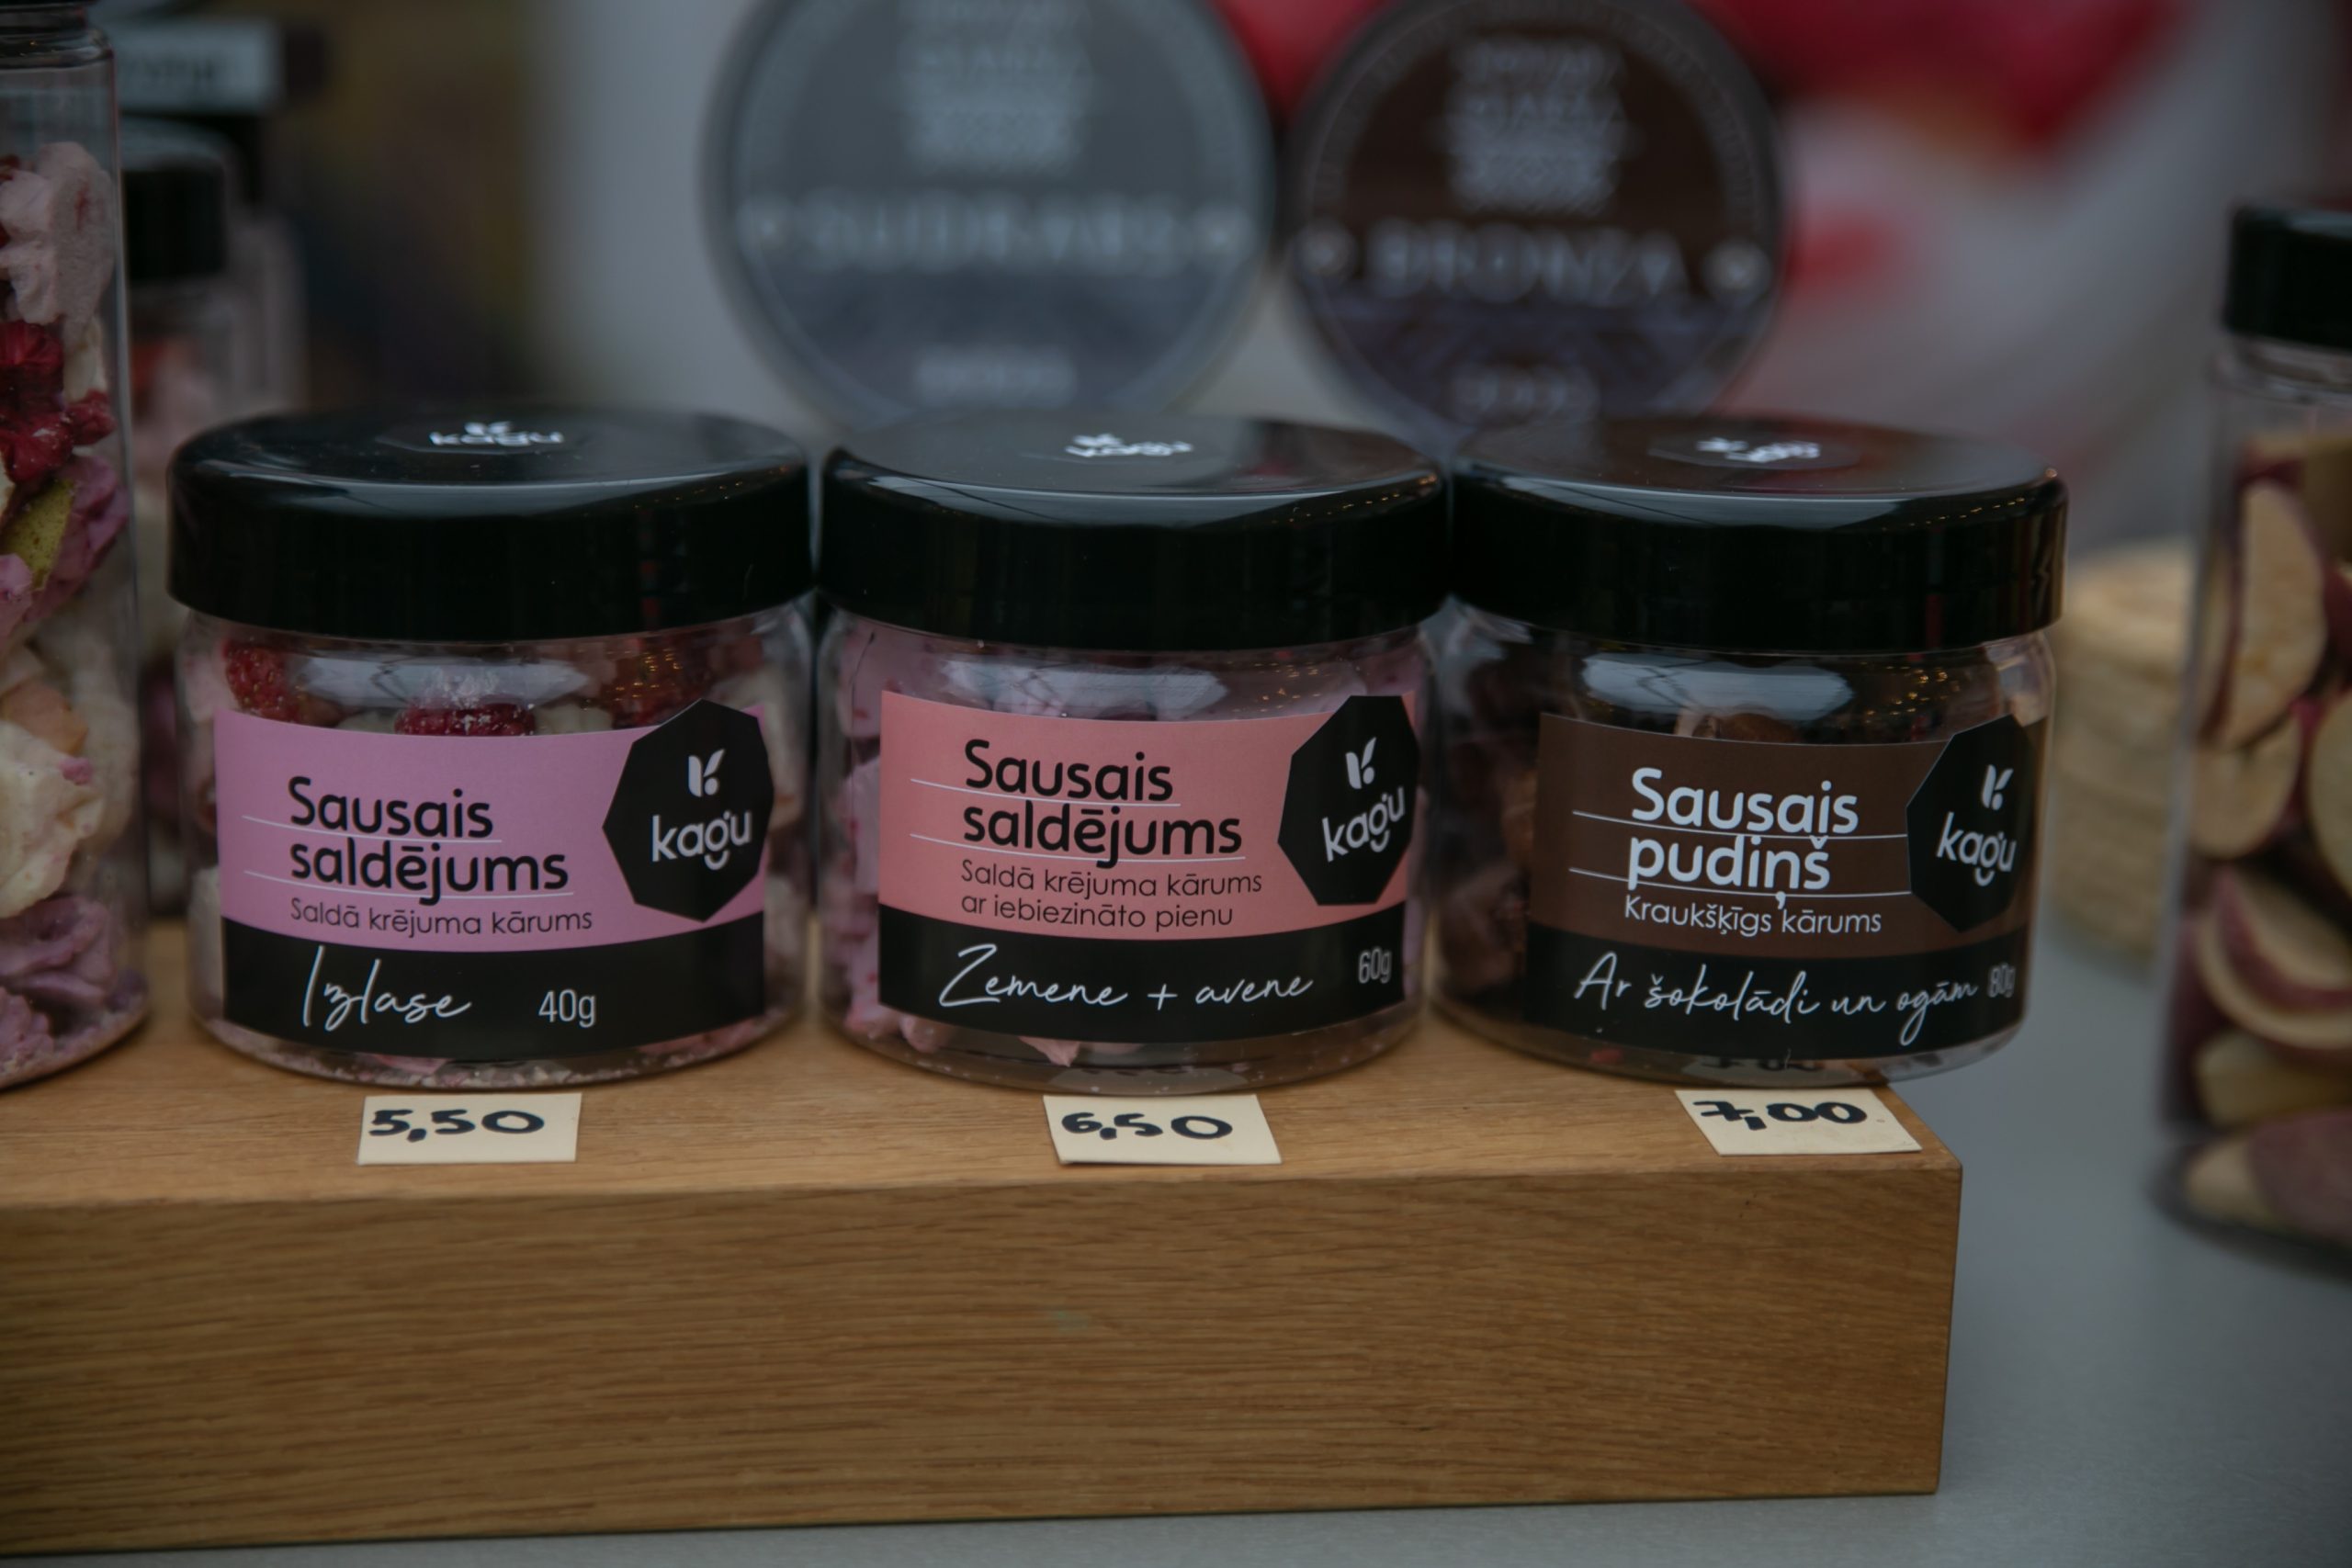 SUDRABS
BRONZA
kagu
kagu
kagu
Sausais
saldējums
Saldā krējuma kārums
Izlase 40g
kagu
Sausais
saldējums
Saldā krējuma kārums
ar iebiezināto pienu
Zemene + avene 60g
kagu
Sausais
pudiņš
Kraukšķīgs kārums
Ar šokolādi un ogām 80g
kagu
5,50
6,50
7,00